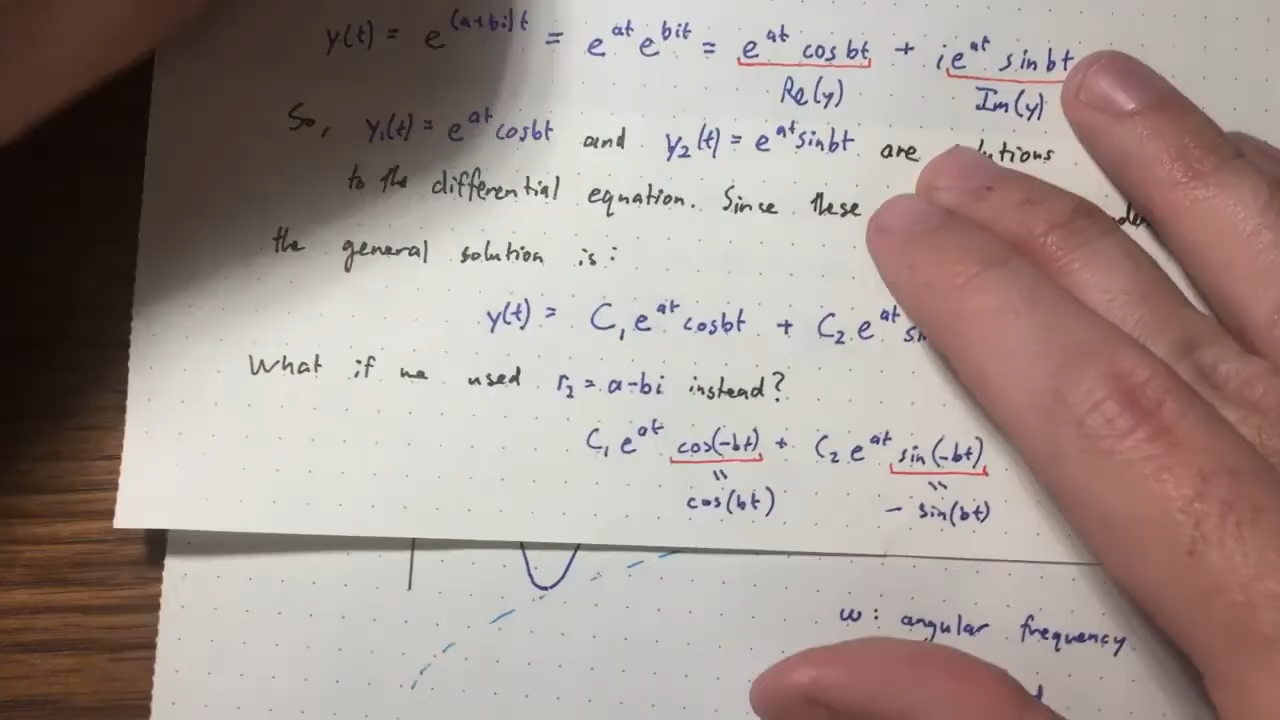 y(t) = e^{(a+bi)t} = e^{at} e^{bit} = e^{at} cos bt + i e^{at} sin bt
Re(y) Im(y)
So, y₁(t) = e^{at} cosbt and y₂(t) = e^{at} sinbt are
to the differential equation. Since these
the general solution is:
y(t) = C₁ e^{at} cosbt + C₂ e^{at}
What if we used r₂ = a-bi instead?
C₁ e^{at} cos(-bt) + C₂ e^{at} sin(-bt)
= =
cos(bt) - sin(bt)
ω: angular frequency